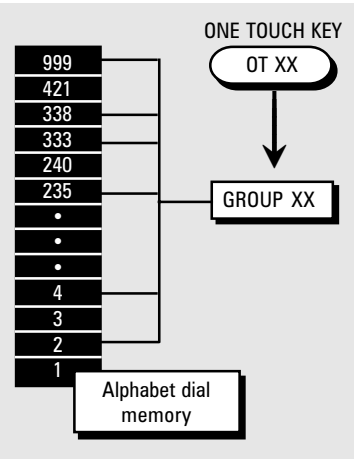 ONE TOUCH KEY
OT XX
999
421
338
333
240
235
•
•
•
4
3
2
1
GROUP XX
Alphabet dial
memory